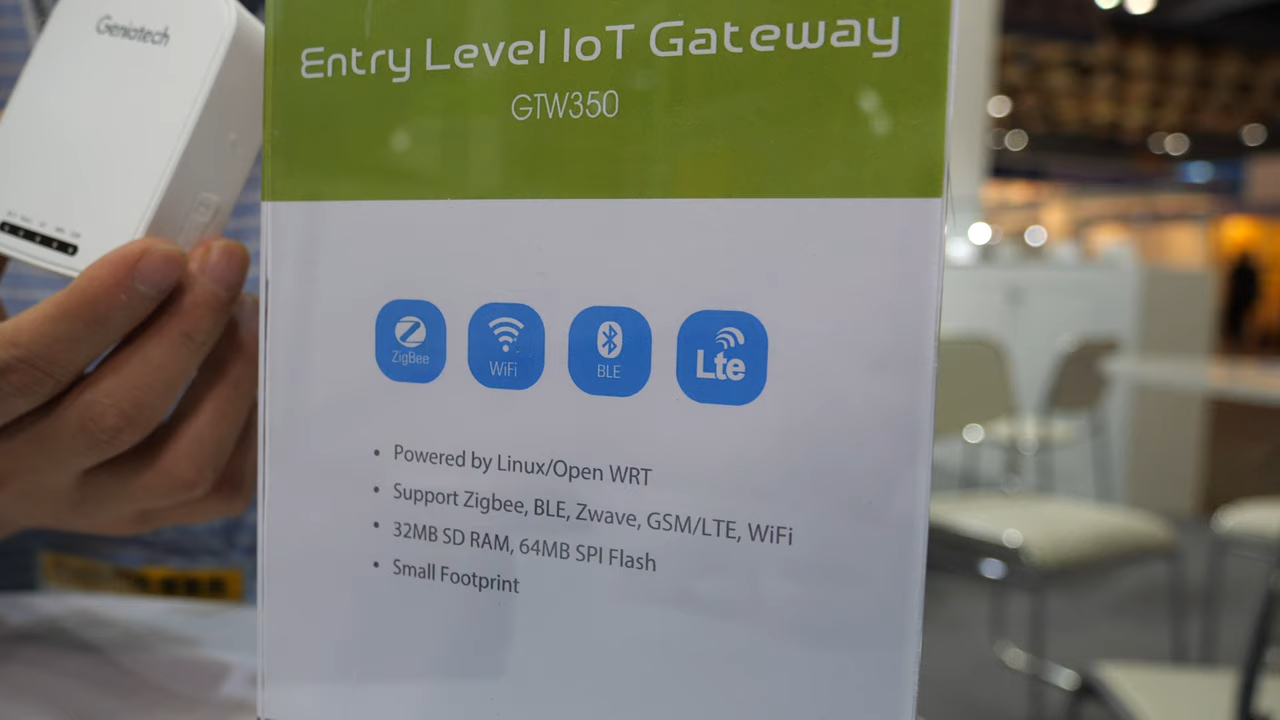 Geniatech
Entry Level IoT Gateway
GTW350
ZigBee
WiFi
BLE
Lte
• Powered by Linux/Open WRT
• Support Zigbee, BLE, Zwave, GSM/LTE, WiFi
• 32MB SD RAM, 64MB SPI Flash
• Small Footprint